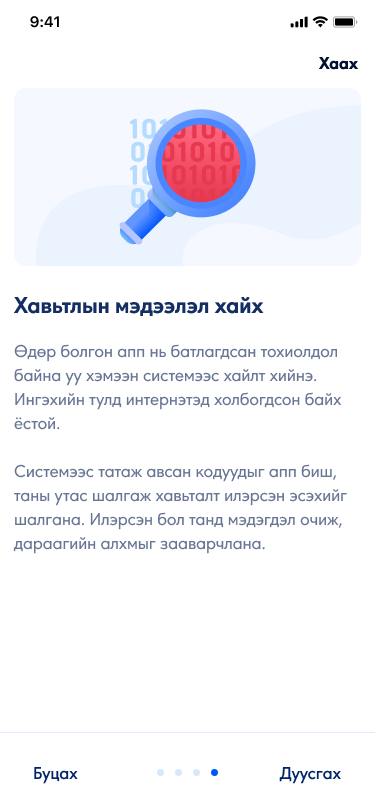 9:41
Хаах
Хавьтлын мэдээлэл хайх
Өдөр болгон апп нь батлагдсан тохиолдол
байна уу хэмээн системээс хайлт хийнэ.
Ингэхийн тулд интернэтэд холбогдсон байх
ёстой.
Системээс татаж авсан кодуудыг апп биш,
таны утас шалгаж хавьталт илэрсэн эсэхийг
шалгана. Илэрсэн бол танд мэдэгдэл очиж,
дараагийн алхмыг зааварчлана.
Буцах
Дуусгах